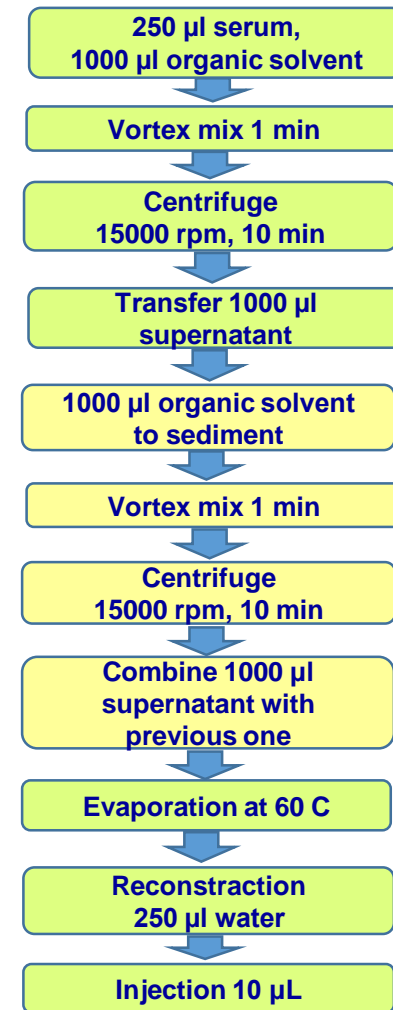 250 µl serum,
1000 µl organic solvent
Vortex mix 1 min
Centrifuge
15000 rpm, 10 min
Transfer 1000 µl
supernatant
1000 µl organic solvent
to sediment
Vortex mix 1 min
Centrifuge
15000 rpm, 10 min
Combine 1000 µl
supernatant with
previous one
Evaporation at 60 C
Reconstraction
250 µl water
Injection 10 µL